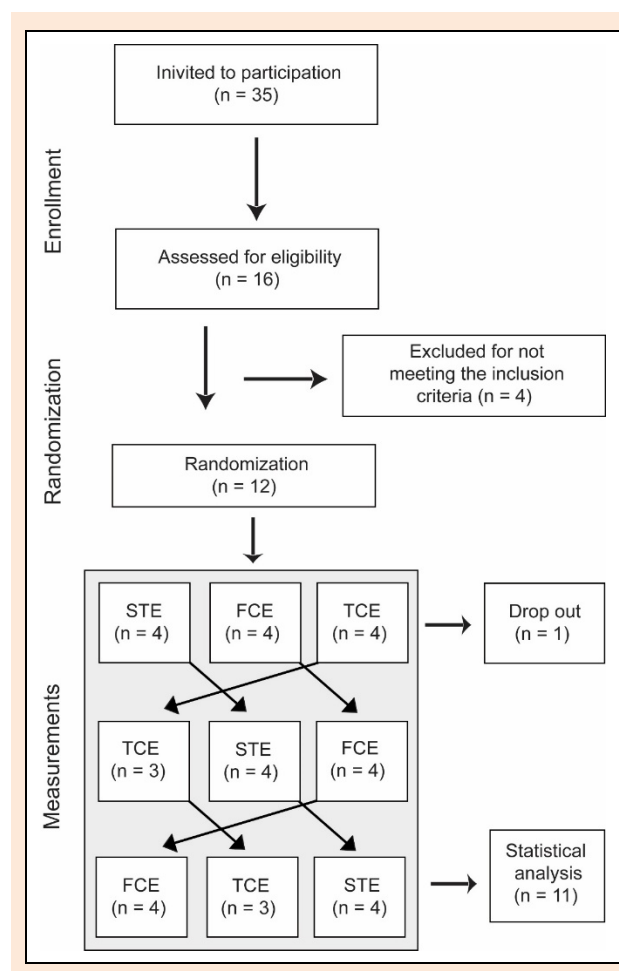 Inivited to participation
(n = 35)
Enrollment
Assessed for eligibility
(n = 16)
Excluded for not
meeting the inclusion
criteria (n = 4)
Randomization
Randomization
(n = 12)
Measurements
STE
(n = 4)
FCE
(n = 4)
TCE
(n = 4)
Drop out
(n = 1)
TCE
(n = 3)
STE
(n = 4)
FCE
(n = 4)
FCE
(n = 4)
TCE
(n = 3)
STE
(n = 4)
Statistical
analysis
(n = 11)